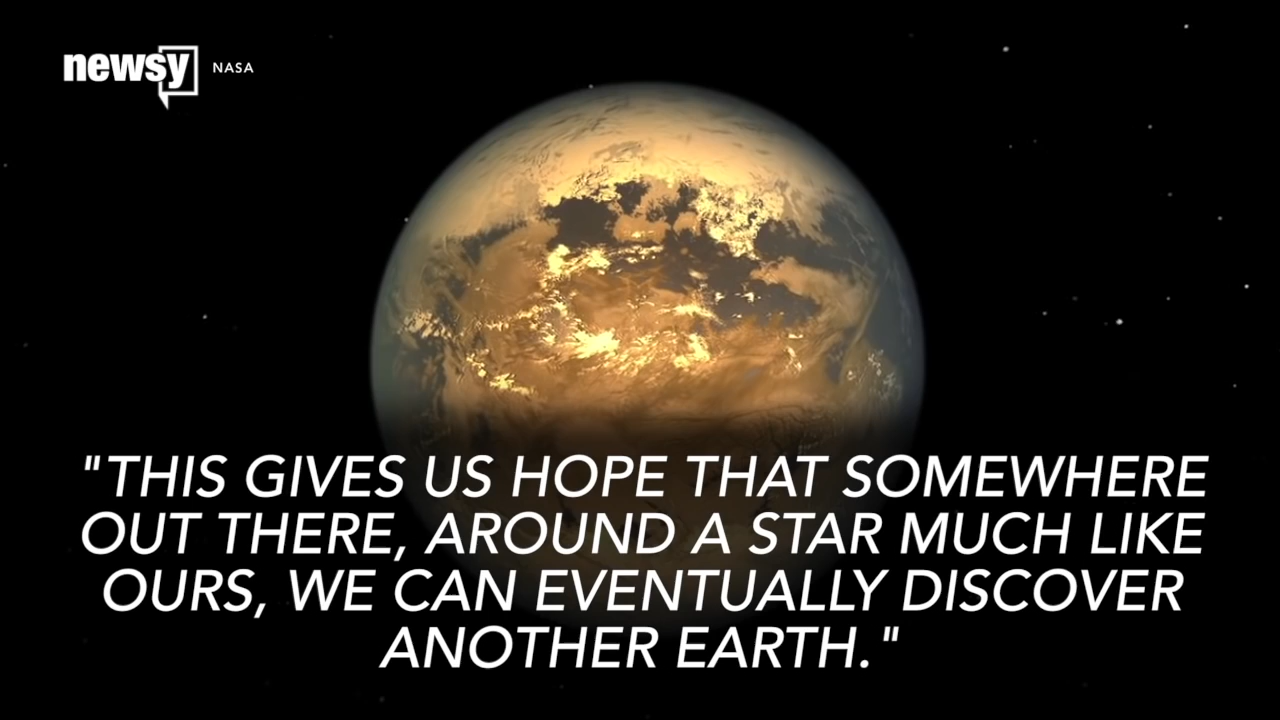 newsy NASA
"THIS GIVES US HOPE THAT SOMEWHERE
OUT THERE, AROUND A STAR MUCH LIKE
OURS, WE CAN EVENTUALLY DISCOVER
ANOTHER EARTH."